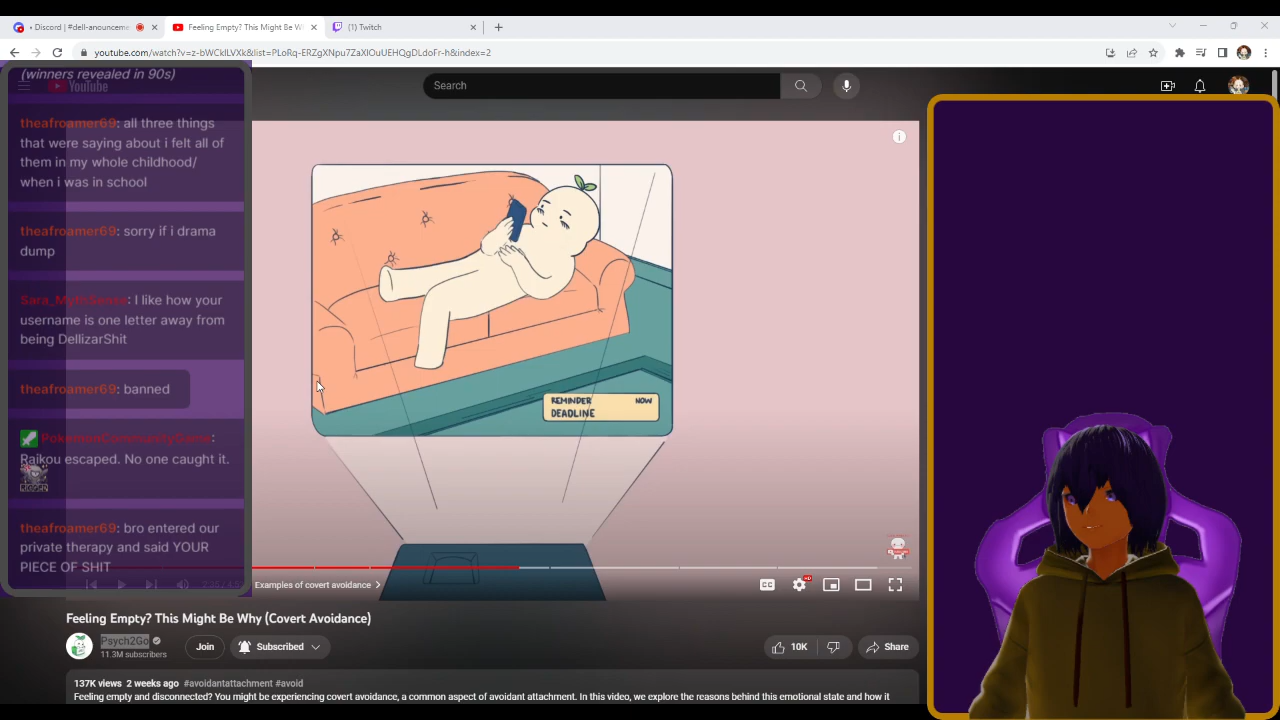 Discord | #dell-anounceme
Feeling Empty? This Might Be W
(1) Twitch
youtube.com/watch?v=z-bWCklLVXk&list=PLoRq-ERZgXNpu7ZaXIOuUEHQgDLdoFr-h&index=2
(winners revealed in 90s)
YouTube
Search
theafroamer69: all three things
that were saying about i felt all of
them in my whole childhood/
when i was in school
theafroamer69: sorry if i drama
dump
Sara_MythSease: I like how your
username is one letter away from
being DellizarShit
theafroamer69: banned
PokemonCommunityGame:
Raikou escaped. No one caught it.
theafroamer69: bro entered our
private therapy and said YOUR
PIECE OF SHIT
REMINDER NOW
DEADLINE
Examples of covert avoidance
CC
HD
Feeling Empty? This Might Be Why (Covert Avoidance)
Psych2Go
11.3M subscribers
Join
Subscribed
10K
Share
137K views 2 weeks ago #avoidantattachment #avoid
Feeling empty and disconnected? You might be experiencing covert avoidance, a common aspect of avoidant attachment. In this video, we explore the reasons behind this emotional state and how it